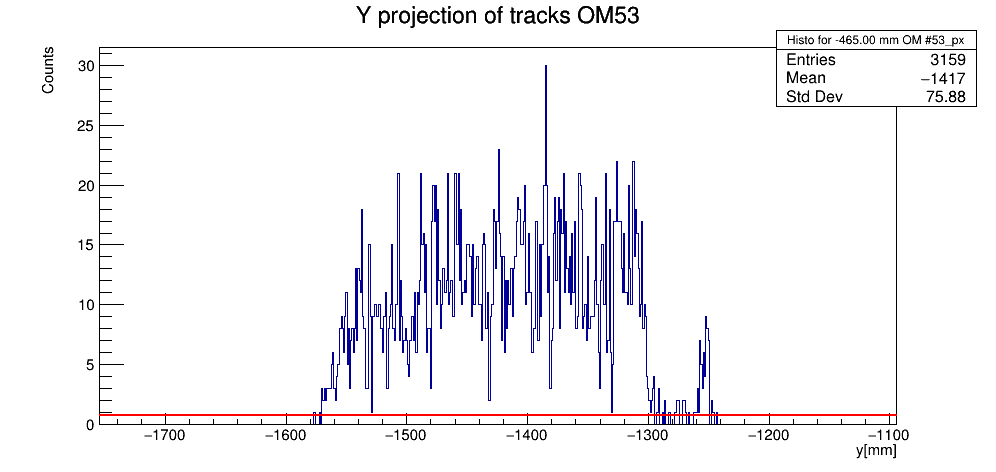 Y projection of tracks OM53
Histo for -465.00 mm OM #53_px
Entries 3159
Mean −1417
Std Dev 75.88
Counts
30
25
20
15
10
5
0
−1700 −1600 −1500 −1400 −1300 −1200 −1100
y[mm]